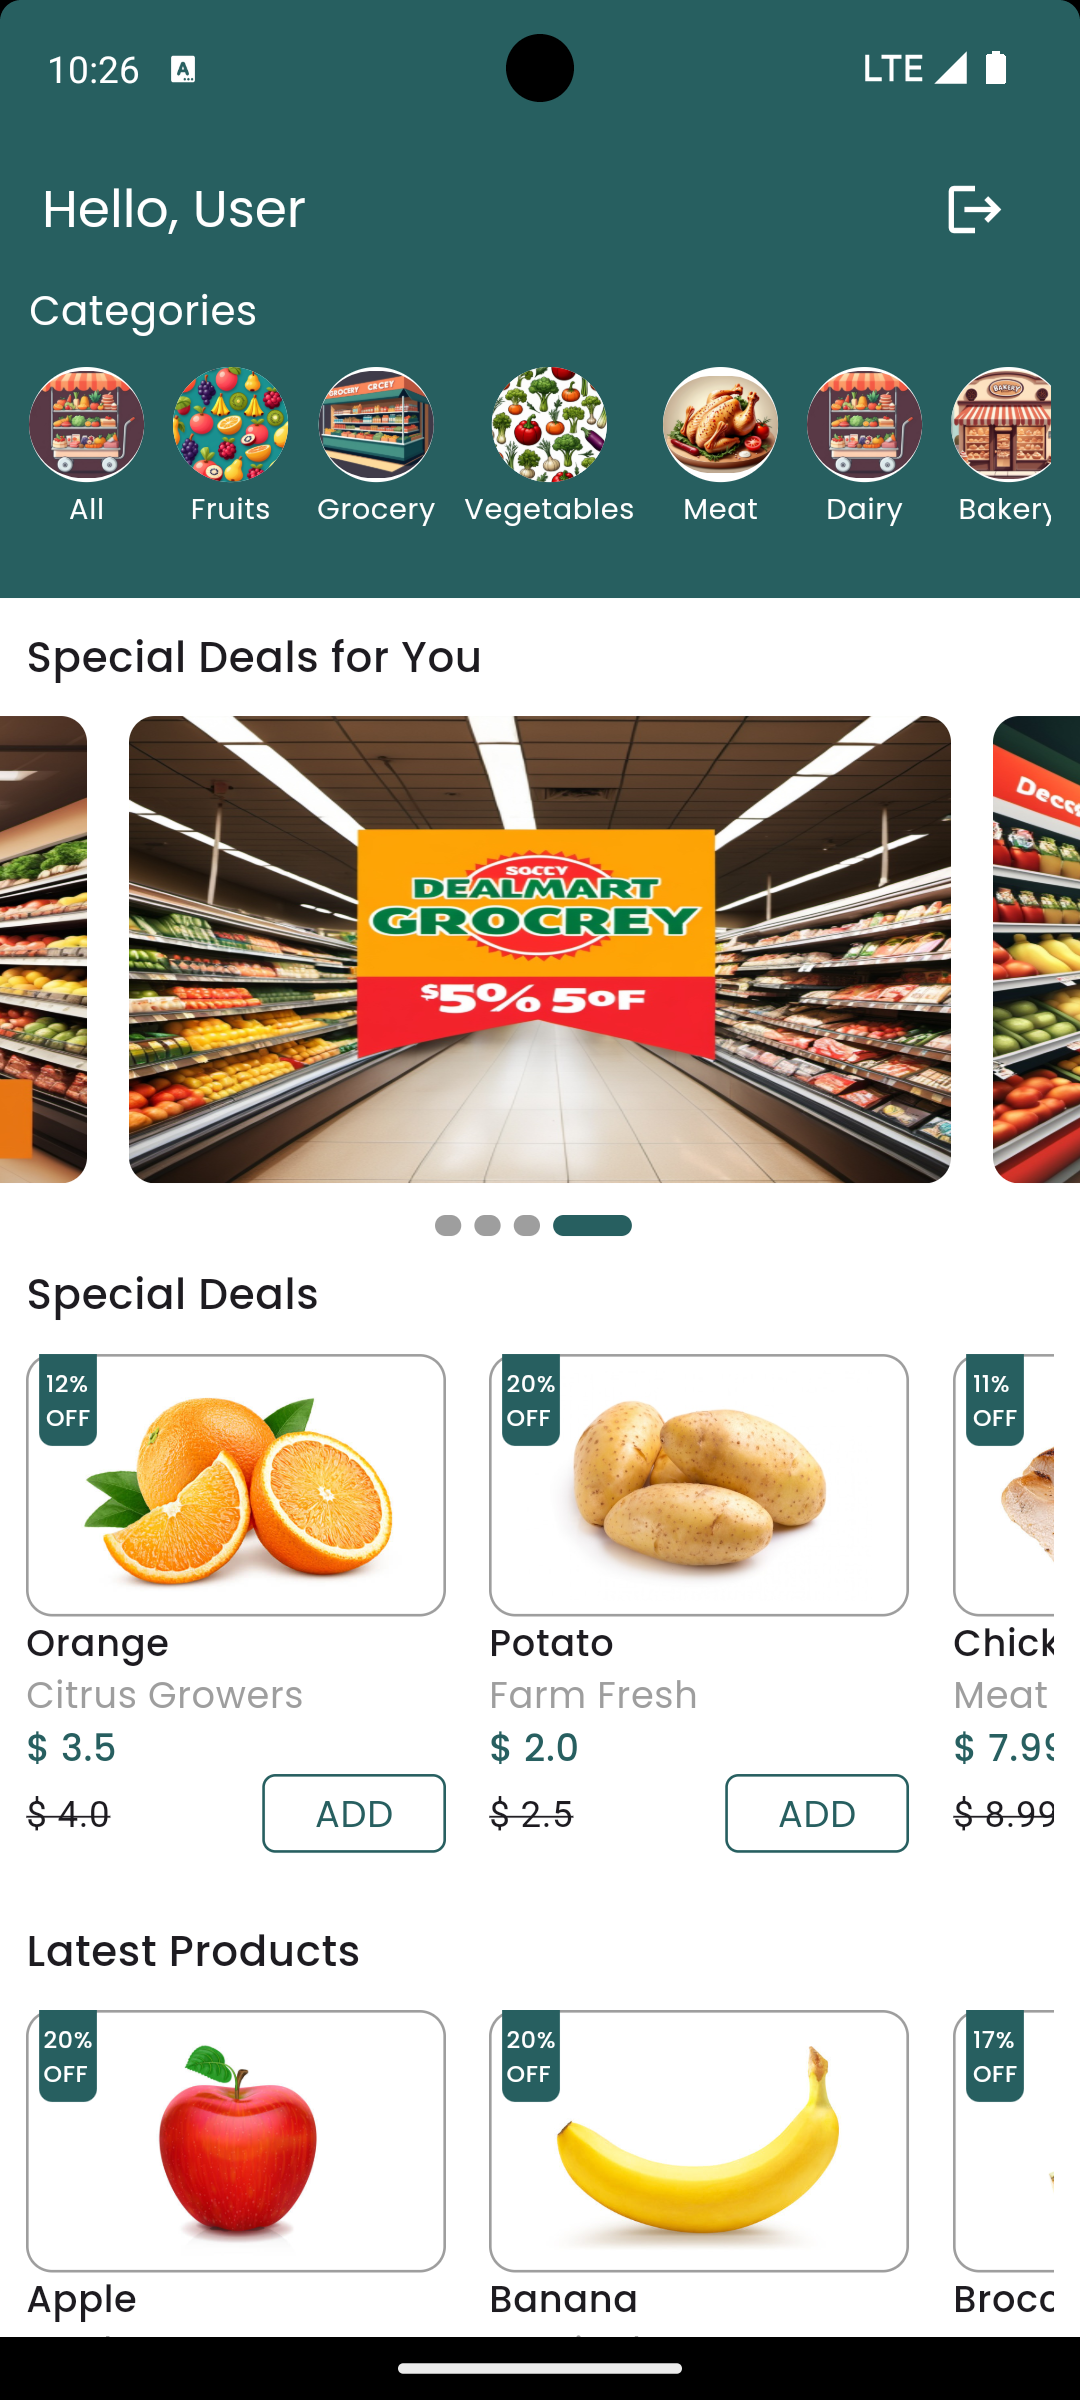 10:26
LTE
Hello, User
Categories
All
Fruits
Grocery
Vegetables
Meat
Dairy
Bakery
Special Deals for You
SOCCY
DEALMART
GROCREY
$5% 5OF
Special Deals
12%
OFF
20%
OFF
11%
OFF
Orange
Potato
Chick
Citrus Growers
Farm Fresh
Meat
$ 3.5
$ 2.0
$ 7.99
$ 4.0
ADD
$ 2.5
ADD
$ 8.99
Latest Products
20%
OFF
20%
OFF
17%
OFF
Apple
Banana
Brocc